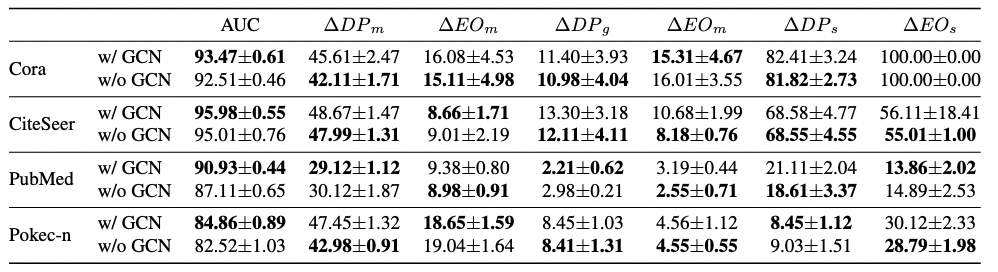 AUC ΔDPm ΔEOm ΔDPg ΔEOm ΔDPs ΔEOs
Cora
w/ GCN 93.47±0.61 45.61±2.47 16.08±4.53 11.40±3.93 15.31±4.67 82.41±3.24 100.00±0.00
w/o GCN 92.51±0.46 42.11±1.71 15.11±4.98 10.98±4.04 16.01±3.55 81.82±2.73 100.00±0.00
CiteSeer
w/ GCN 95.98±0.55 48.67±1.47 8.66±1.71 13.30±3.18 10.68±1.99 68.58±4.77 56.11±18.41
w/o GCN 95.01±0.76 47.99±1.31 9.01±2.19 12.11±4.11 8.18±0.76 68.55±4.55 55.01±1.00
PubMed
w/ GCN 90.93±0.44 29.12±1.12 9.38±0.80 2.21±0.62 3.19±0.44 21.11±2.04 13.86±2.02
w/o GCN 87.11±0.65 30.12±1.87 8.98±0.91 2.98±0.21 2.55±0.71 18.61±3.37 14.89±2.53
Pokec-n
w/ GCN 84.86±0.89 47.45±1.32 18.65±1.59 8.45±1.03 4.56±1.12 8.45±1.12 30.12±2.33
w/o GCN 82.52±1.03 42.98±0.91 19.04±1.64 8.41±1.31 4.55±0.55 9.03±1.51 28.79±1.98